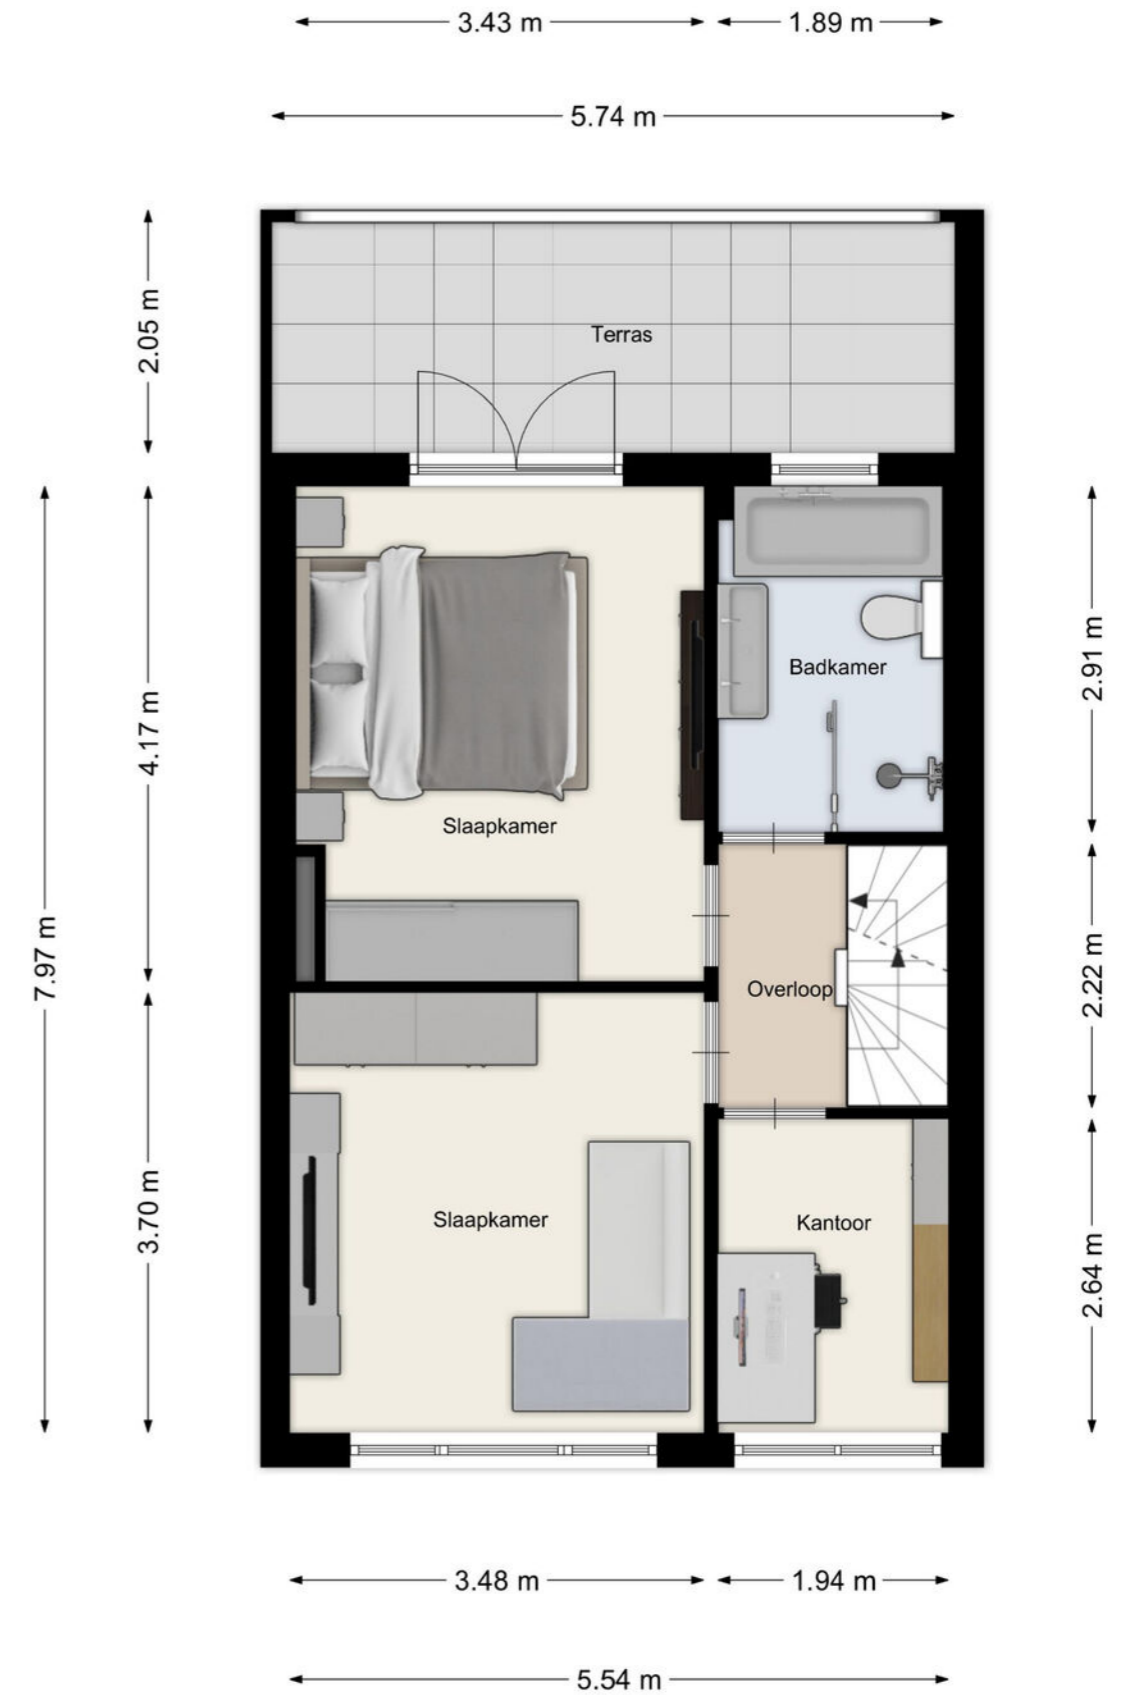 3.43 m
1.89 m
5.74 m
2.05 m
Terras
4.17 m
2.91 m
Badkamer
Slaapkamer
7.97 m
2.22 m
Overloop
3.70 m
Slaapkamer
Kantoor
2.64 m
3.48 m
1.94 m
5.54 m